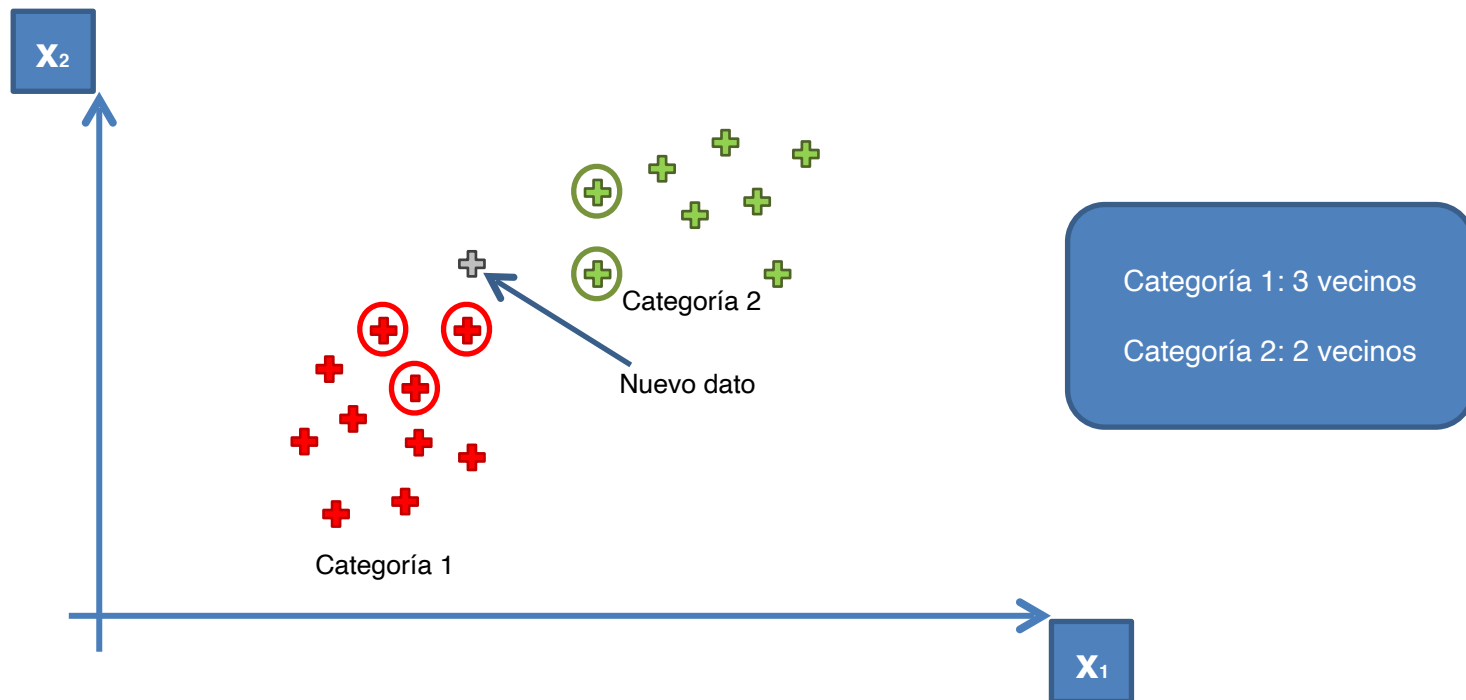 x₂
Categoría 2
Nuevo dato
Categoría 1
Categoría 1: 3 vecinos
Categoría 2: 2 vecinos
x₁